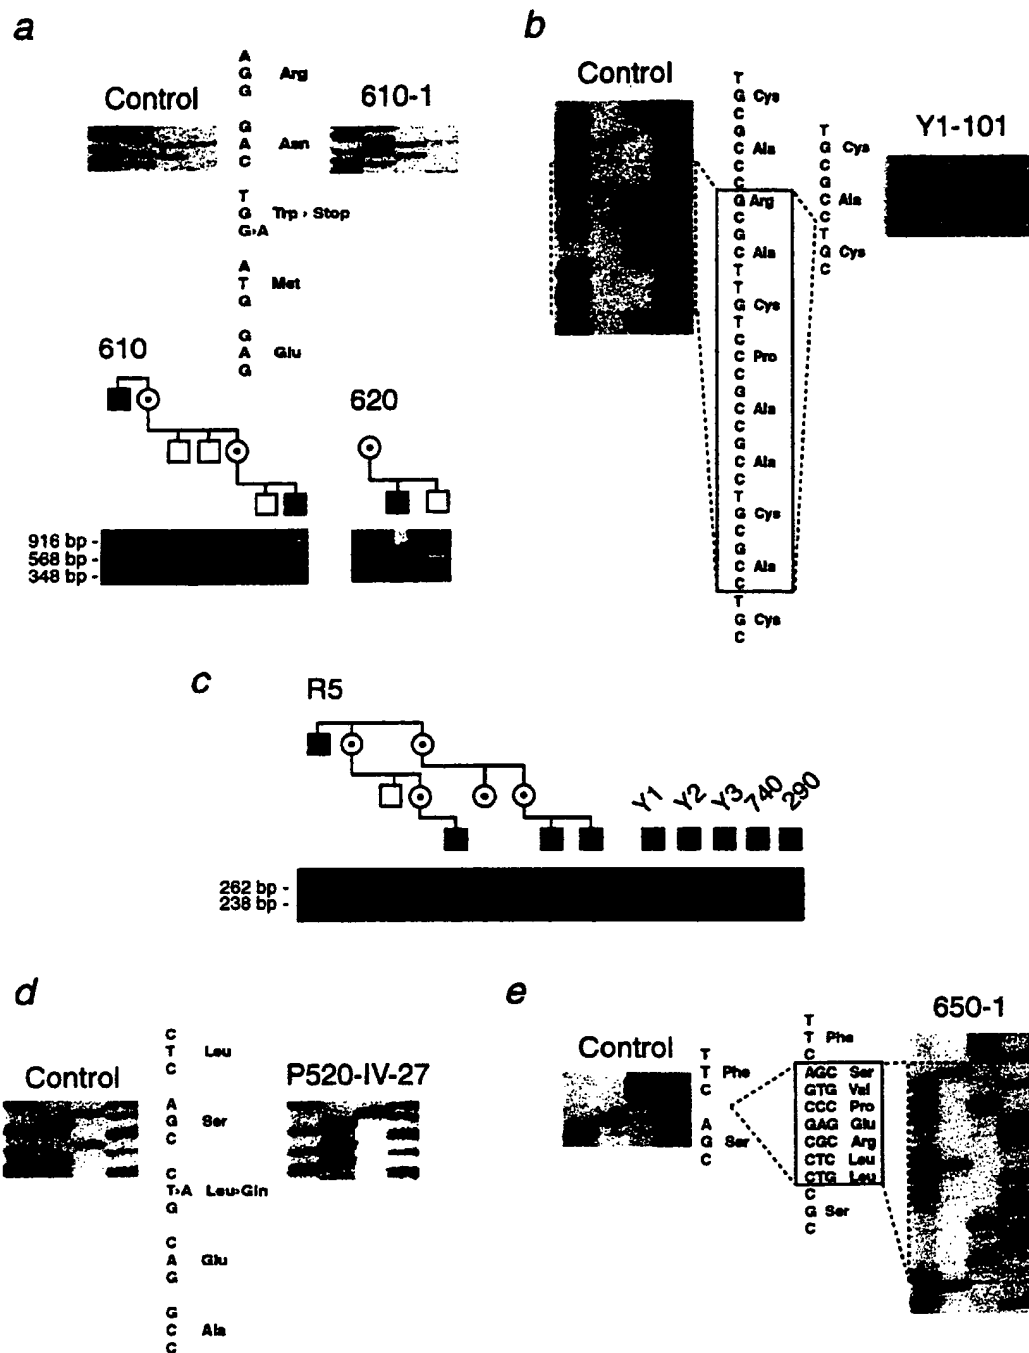 a
Control
610-1
A
G Arg
G
G
A Asn
C
T
G Trp › Stop
G›A
A
T Met
G
G
A Glu
G
610
620
916 bp -
568 bp -
348 bp -
b
Control
T
G Cys
C
G
C Ala
C
C
G Arg
C
G
C Ala
T
T
G Cys
T
C
C Pro
C
G
C Ala
C
G
C Ala
C
T
G Cys
C
G
C Ala
C
T
G Cys
C
T
G Cys
C
G
C Ala
C
T
G Cys
C
Y1-101
c
R5
Y1 Y2 Y3 740 290
262 bp -
238 bp -
d
Control
C
T Leu
C
A
G Ser
C
C
T›A Leu›Gln
G
C
A Glu
G
G
C Ala
C
P520-IV-27
e
Control
T
T Phe
C
A
G Ser
C
T
T Phe
C
AGC Ser
GTG Val
CCC Pro
GAG Glu
CGC Arg
CTC Leu
CTG Leu
C
G Ser
C
650-1